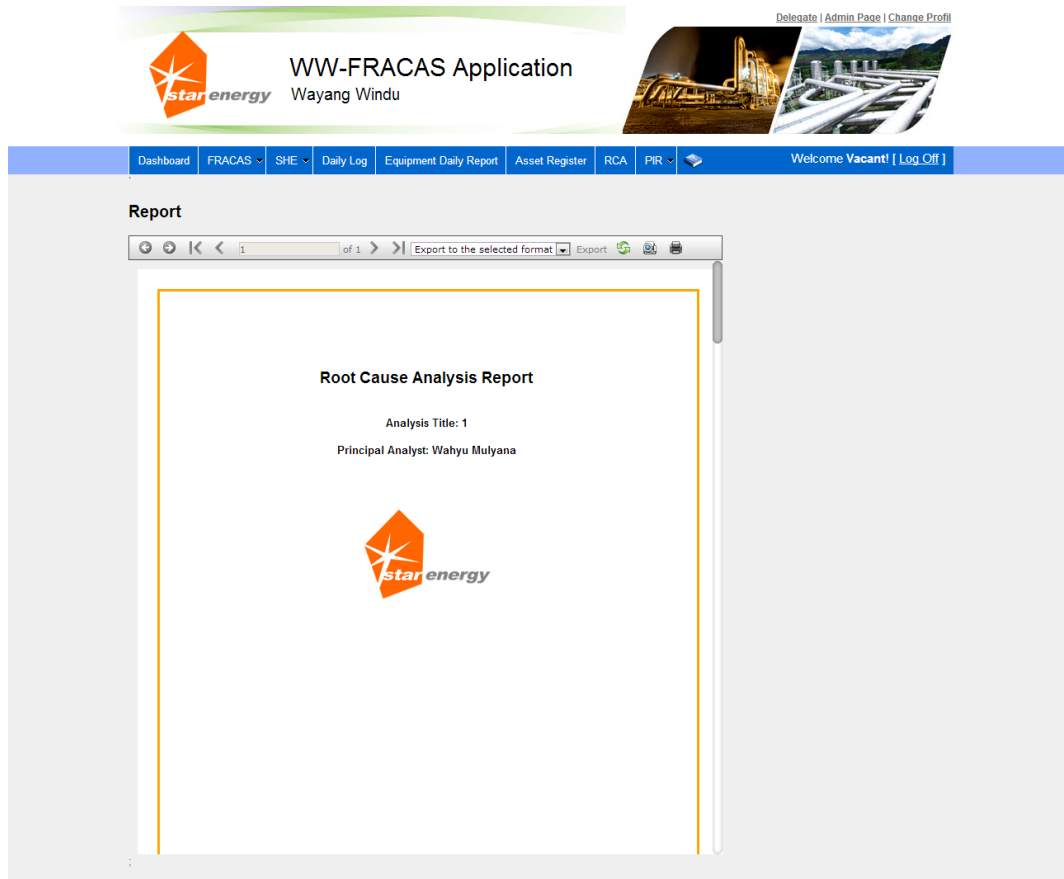 Delegate | Admin Page | Change Profil
WW-FRACAS Application
Wayang Windu
star energy
Dashboard FRACAS SHE Daily Log Equipment Daily Report Asset Register RCA PIR Welcome Vacant! [ Log Off ]
Report
1 of 1 Export to the selected format Export
Root Cause Analysis Report
Analysis Title: 1
Principal Analyst: Wahyu Mulyana
star energy
;